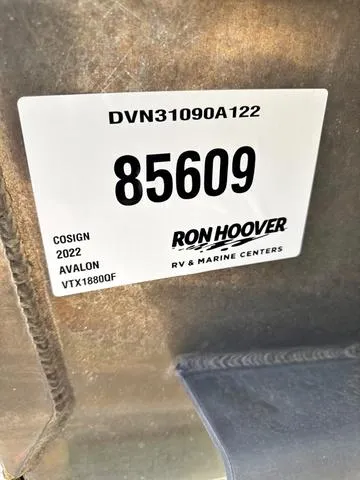 DVN31090A122
85609
COSIGN
2022
AVALON
VTX1880QF
RON HOOVER
RV & MARINE CENTERS